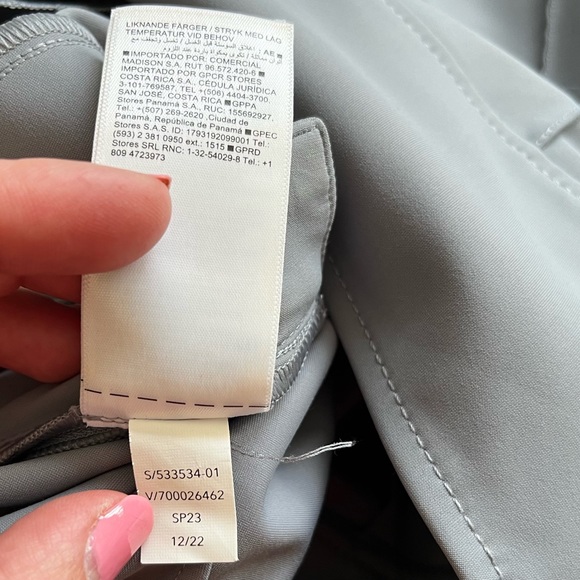 LIKNANDE FÄRGER / STRYK MED LÅG
TEMPERATUR VID BEHOV
■ IMPORTADO POR: COMERCIAL
MADISON S.A. RUT 96.572.420-6 ■
IMPORTADO POR GPCR STORES
COSTA RICA S.A., CÉDULA JURÍDICA
3-101-769587, TEL +(506) 4404-3700,
SAN JOSÉ, COSTA RICA ■ GPPA
Stores Panamá S.A., RUC: 155692927.
Tel.: +(507) 269-2620 , Ciudad de
Panamá, República de Panamá ■ GPEC
Stores S.A.S. ID: 1793192099001 Tel.:
(593) 2 381 0950 ext.: 1515 ■ GPRD
Stores SRL RNC: 1-32-54029-8 Tel.: +1
809 4723973
S/533534-01
V/700026462
SP23
12/22